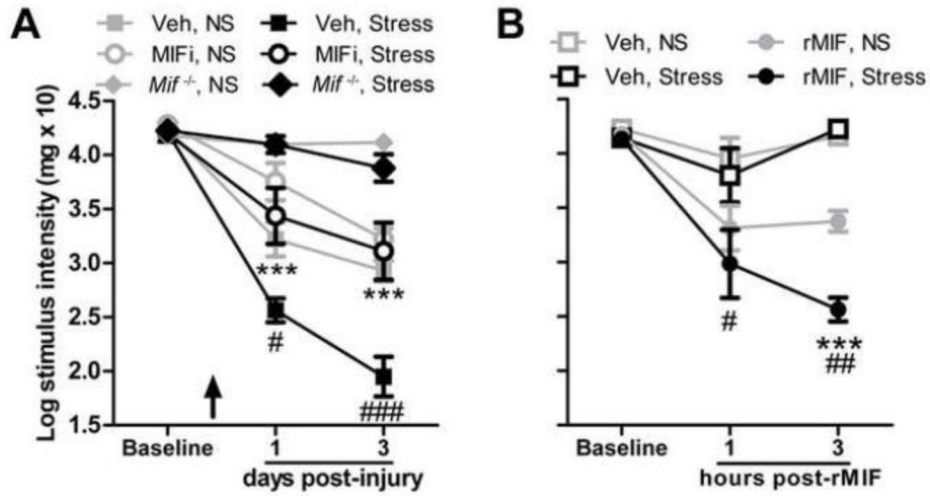 A
Veh, NS
Veh, Stress
MIFi, NS
MIFi, Stress
Mif -/-, NS
Mif -/-, Stress
Log stimulus intensity (mg x 10)
4.5
4.0
3.5
3.0
2.5
2.0
1.5
***
***
#
###
Baseline
1
3
days post-injury
B
Veh, NS
rMIF, NS
Veh, Stress
rMIF, Stress
#
***
##
Baseline
1
3
hours post-rMIF